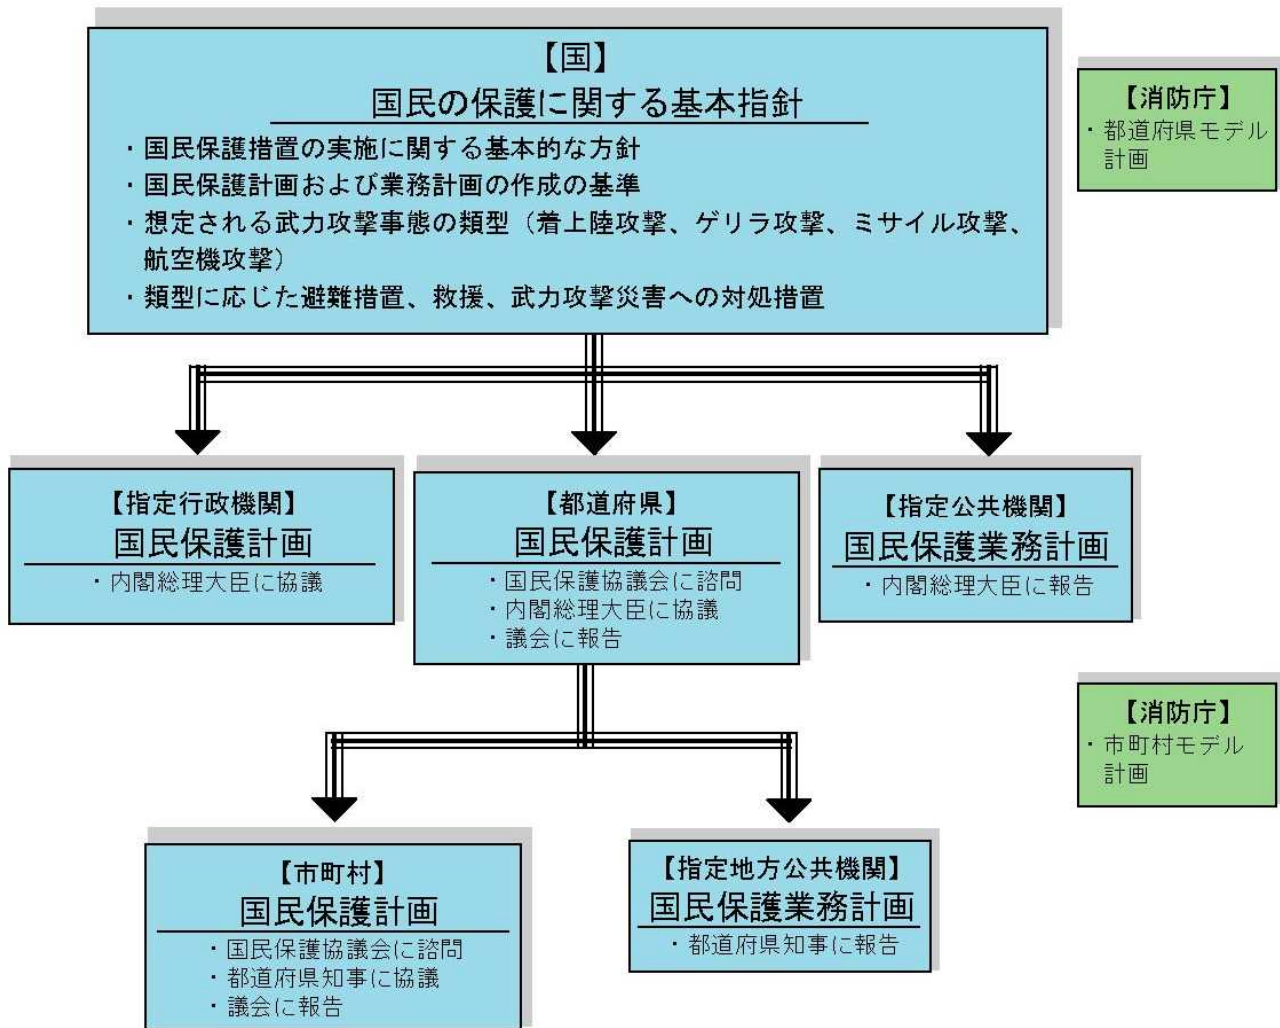 【国】
国民の保護に関する基本指針
・国民保護措置の実施に関する基本的な方針
・国民保護計画および業務計画の作成の基準
・想定される武力攻撃事態の類型（着上陸攻撃、ゲリラ攻撃、ミサイル攻撃、
航空機攻撃）
・類型に応じた避難措置、救援、武力攻撃災害への対処措置
【消防庁】
・都道府県モデル
計画
【指定行政機関】
国民保護計画
・内閣総理大臣に協議
【都道府県】
国民保護計画
・国民保護協議会に諮問
・内閣総理大臣に協議
・議会に報告
【指定公共機関】
国民保護業務計画
・内閣総理大臣に報告
【消防庁】
・市町村モデル
計画
【市町村】
国民保護計画
・国民保護協議会に諮問
・都道府県知事に協議
・議会に報告
【指定地方公共機関】
国民保護業務計画
・都道府県知事に報告